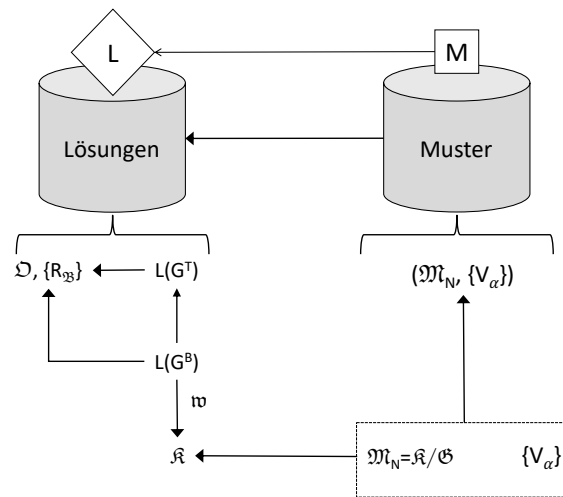 L
M
Lösungen
Muster
𝔒, {R𝔅} L(Gᵀ)
(𝔐N, {Vα})
L(Gᴮ)
𝔴
𝔎
𝔐N=𝔎/𝔊 {Vα}